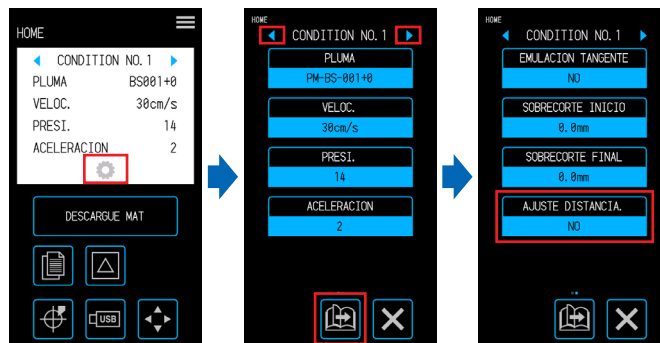 HOME
CONDITION NO.1
PLUMA BS001+0
VELOC. 30cm/s
PRESI. 14
ACELERACION 2
DESCARGUE MAT
USB
HOME
CONDITION NO.1
PLUMA
PM-BS-001+0
VELOC.
30cm/s
PRESI.
14
ACELERACION
2
HOME
CONDITION NO.1
EMULACION TANGENTE
NO
SOBRECORTE INICIO
0.0mm
SOBRECORTE FINAL
0.0mm
AJUSTE DISTANCIA.
NO